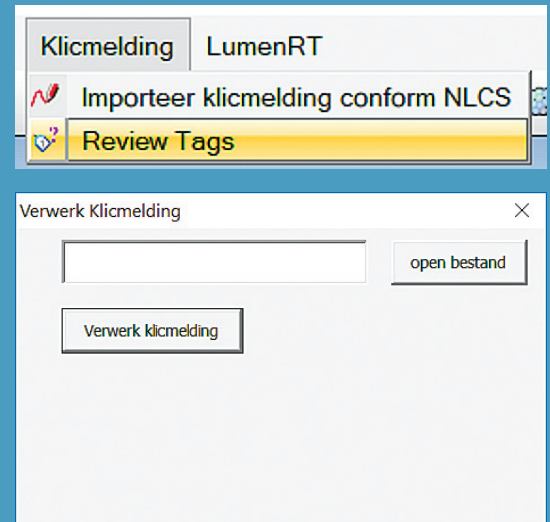 Klicmelding LumenRT
Importeer klicmelding conform NLCS
Review Tags
Verwerk Klicmelding
open bestand
Verwerk klicmelding